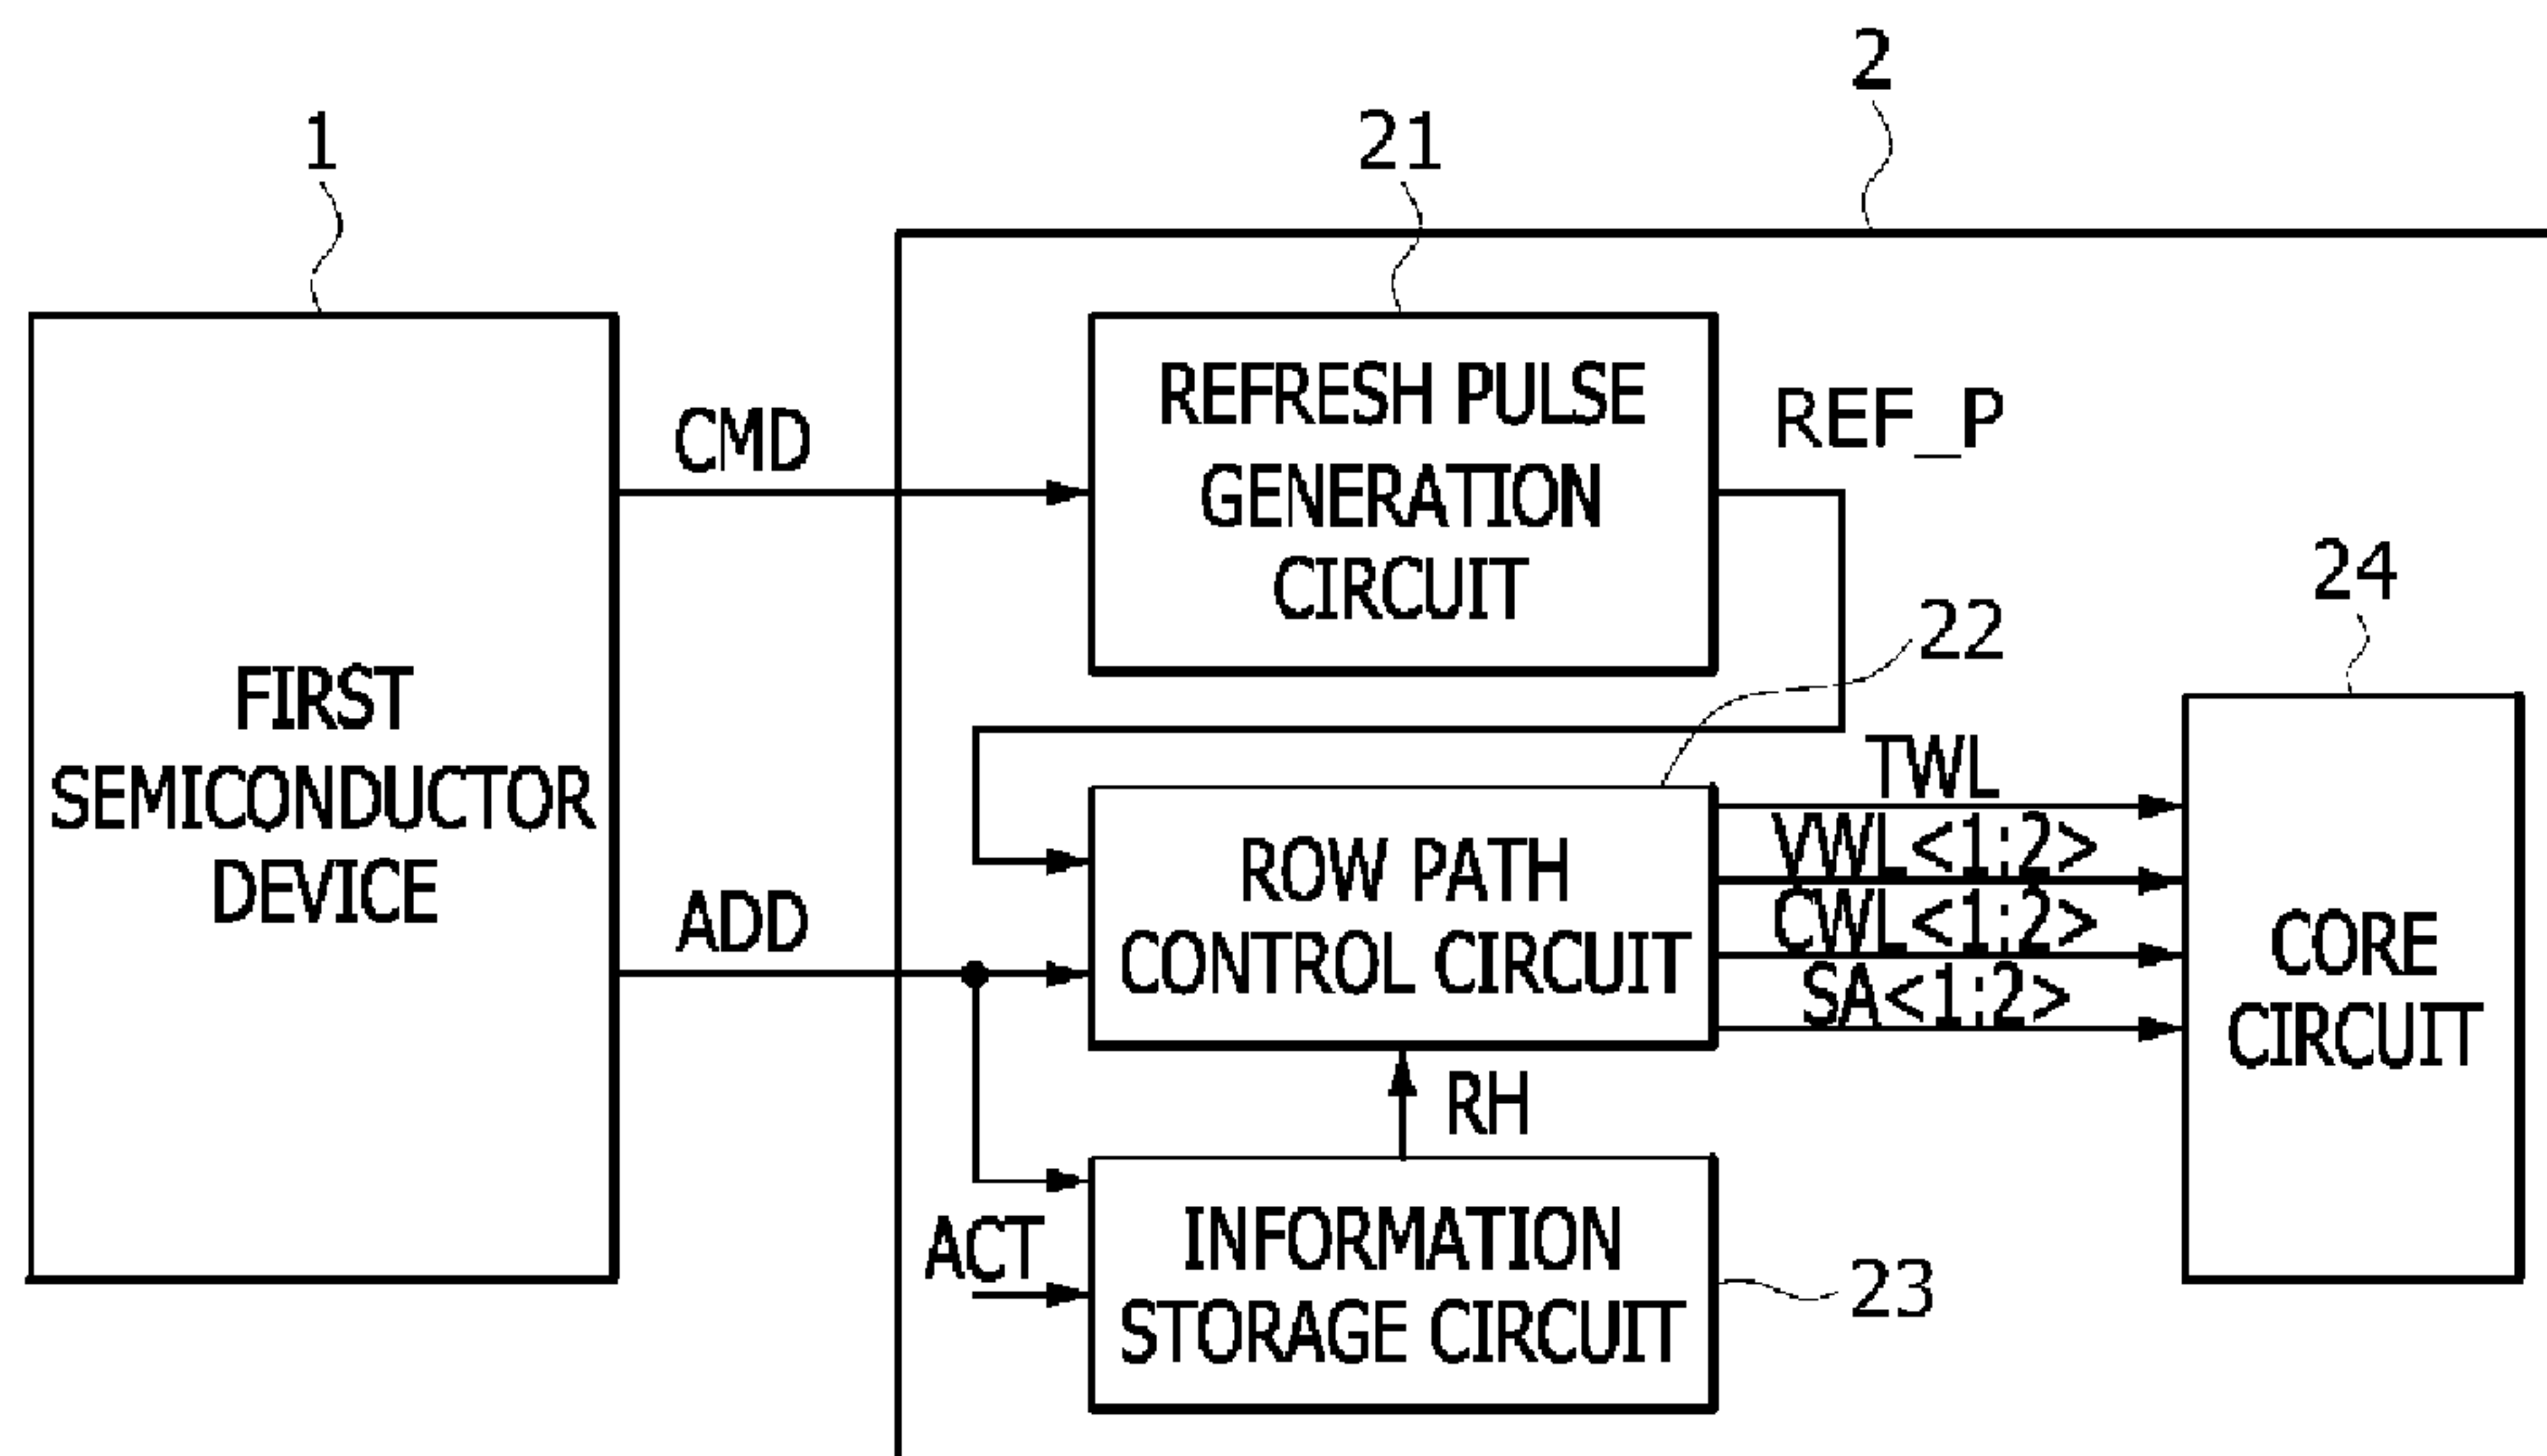 2
1
21
REFRESH PULSE
GENERATION
CIRCUIT
CMD
REF_P
24
22
FIRST
SEMICONDUCTOR
DEVICE
TWL
VWL<1:2>
CWL<1:2>
SA<1:2>
ROW PATH
CONTROL CIRCUIT
ADD
CORE
CIRCUIT
RH
ACT
INFORMATION
STORAGE CIRCUIT
23